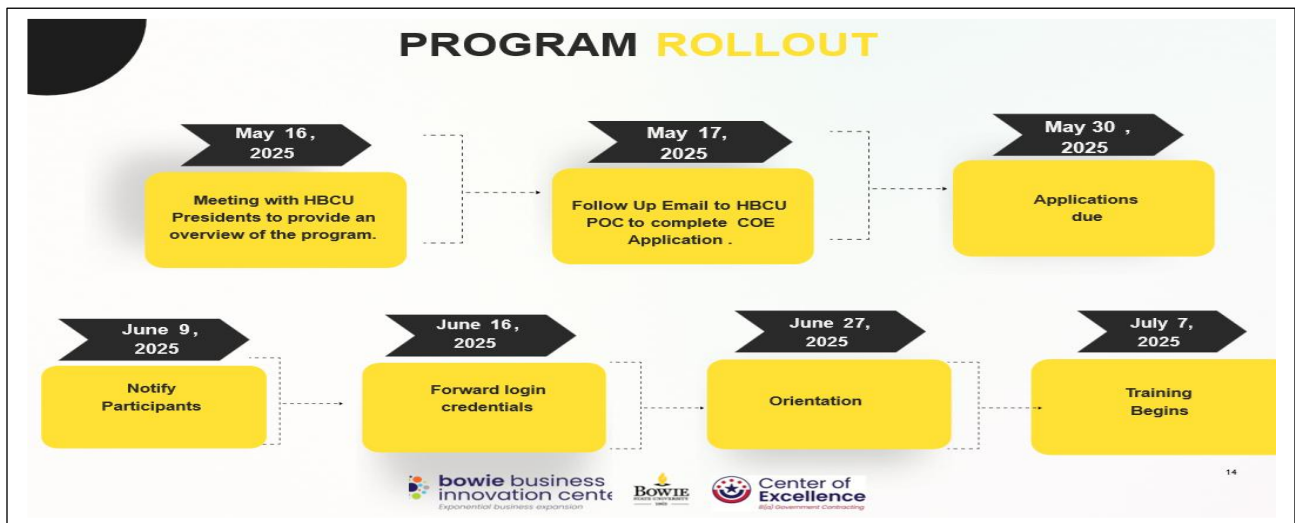 PROGRAM ROLLOUT
May 16,
2025
Meeting with HBCU
Presidents to provide an
overview of the program.
May 17,
2025
Follow Up Email to HBCU
POC to complete COE
Application .
May 30 ,
2025
Applications
due
June 9,
2025
Notify
Participants
June 16,
2025
Forward login
credentials
June 27,
2025
Orientation
July 7,
2025
Training
Begins
bowie business
innovation cente
Exponential business expansion
BOWIE
STATE UNIVERSITY
1865
Center of
Excellence
8(a) Government Contracting
14